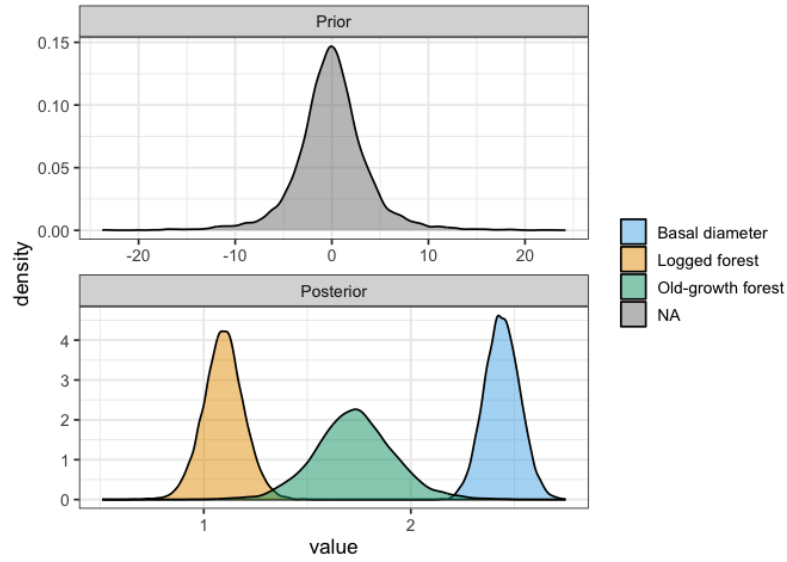 Prior
0.15
0.10
0.05
0.00
-20 -10 0 10 20
density
Posterior
4
3
2
1
0
1 2
value
Basal diameter
Logged forest
Old-growth forest
NA